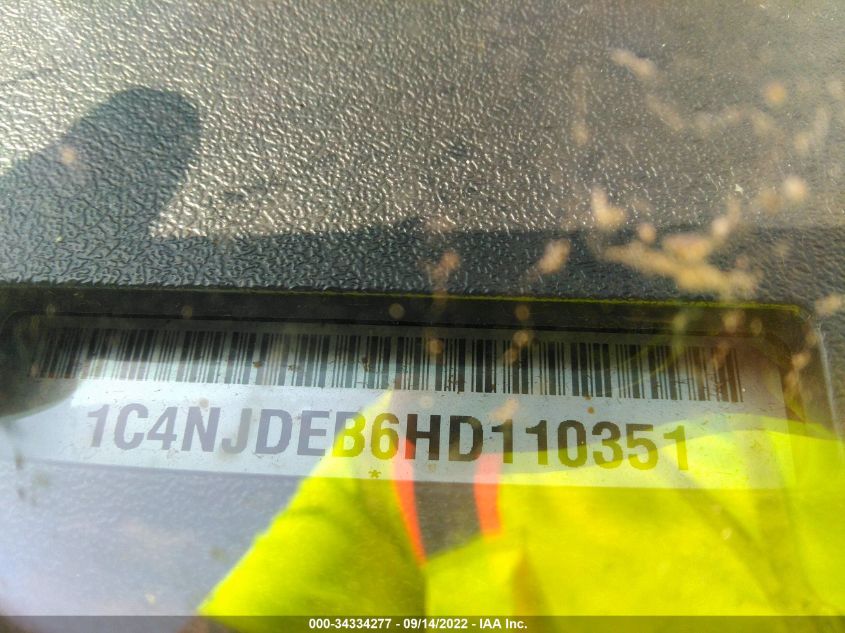 1C4NJDEB6HD110351
*
000-34334277 - 09/14/2022 - IAA Inc.